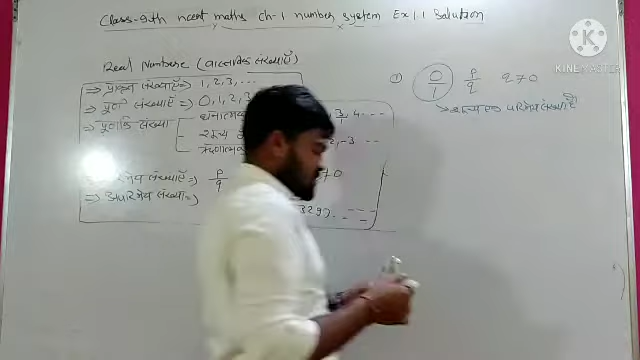 Class-9th ncert maths Ch-1 number system Ex 1.1 Solution
Real Numbers (वास्तविक संख्याएँ)
⇒ प्राकृत संख्याएँ ⇒ 1, 2, 3, ...
⇒ पूर्ण संख्याएँ ⇒ 0, 1, 2, 3
⇒ पूर्णांक संख्या
धनात्मक 3, 4 ...
शून्य
ऋणात्मक 2, -3 ...
संख्याएँ ⇒ p/q ≠0
⇒ अपरिमेय संख्याएँ ⇒)
① 0/1 p/q q≠0
→ शून्य एक परिमेय संख्या है
KINEMASTER